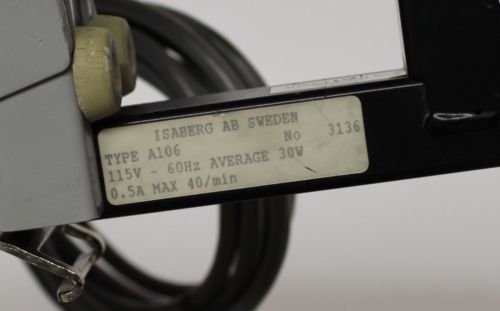 ISABERG AB SWEDEN
TYPE A106 No 3136
115V - 60Hz AVERAGE 30W
0.5A MAX 40/min